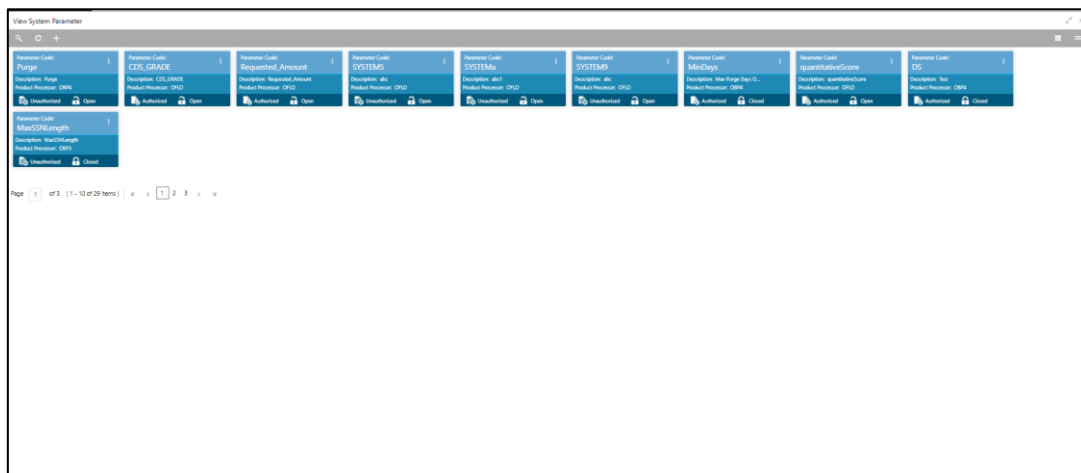 View System Parameter
Parameter Code:
Purge
Description: Purge
Product Processor: OBP4
Unauthorized Open
Parameter Code:
CDS_GRADE
Description: CDS_GRADE
Product Processor: OFLO
Authorized Open
Parameter Code:
Requested_Amount
Description: Requested_Amount
Product Processor: OFLO
Authorized Open
Parameter Code:
SYSTEM5
Description: abc
Product Processor: OFLO
Unauthorized Open
Parameter Code:
SYSTEMa
Description: abc1
Product Processor: OFLO
Unauthorized Open
Parameter Code:
SYSTEM9
Description: abc
Product Processor: OFLO
Unauthorized Open
Parameter Code:
MinDays
Description: Max Purge Days O...
Product Processor: OBP4
Authorized Closed
Parameter Code:
quantitativeScore
Description: quantitativeScore
Product Processor: OFLO
Authorized Open
Parameter Code:
DS
Description: Test
Product Processor: OBP4
Authorized Closed
Parameter Code:
MaxSSNLength
Description: MaxSSNLength
Product Processor: OBP3
Unauthorized Closed
Page 1 of 3 (1 - 10 of 29 items) 1 2 3